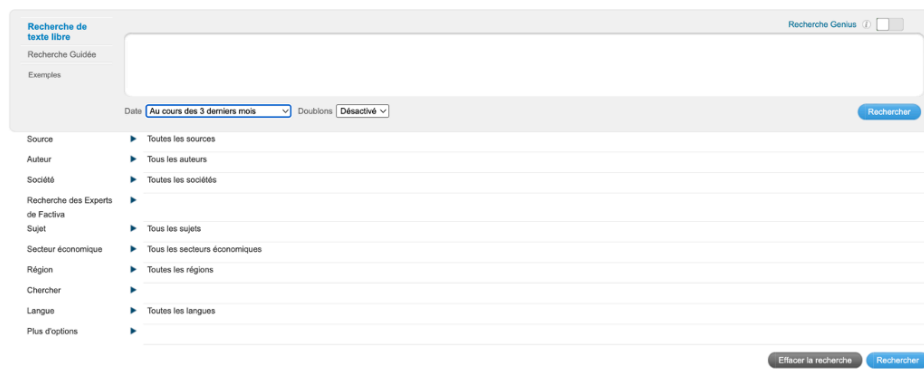 Recherche de
texte libre
Recherche Genius i
Recherche Guidée
Exemples
Date Au cours des 3 derniers mois Doublons Désactivé Rechercher
Source Toutes les sources
Auteur Tous les auteurs
Société Toutes les sociétés
Recherche des Experts
de Factiva
Sujet Tous les sujets
Secteur économique Tous les secteurs économiques
Région Toutes les régions
Chercher
Langue Toutes les langues
Plus d'options
Effacer la recherche Rechercher